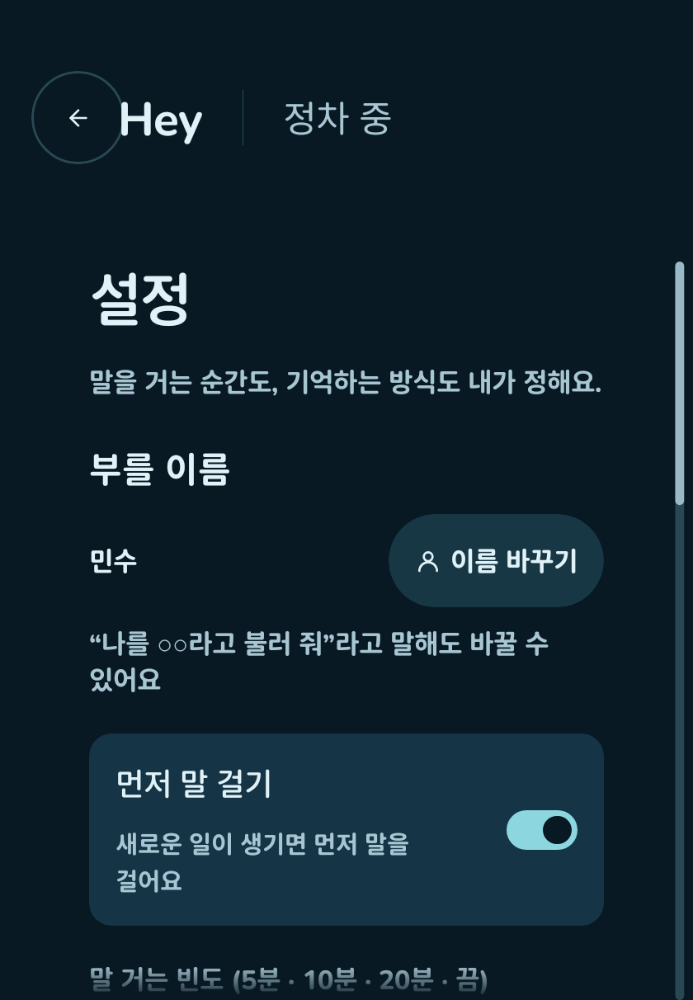 Hey
정차 중
설정
말을 거는 순간도, 기억하는 방식도 내가 정해요.
부를 이름
민수
이름 바꾸기
“나를 ○○라고 불러 줘”라고 말해도 바꿀 수
있어요
먼저 말 걸기
새로운 일이 생기면 먼저 말을
걸어요
말 거는 빈도 (5분 · 10분 · 20분 · 끔)